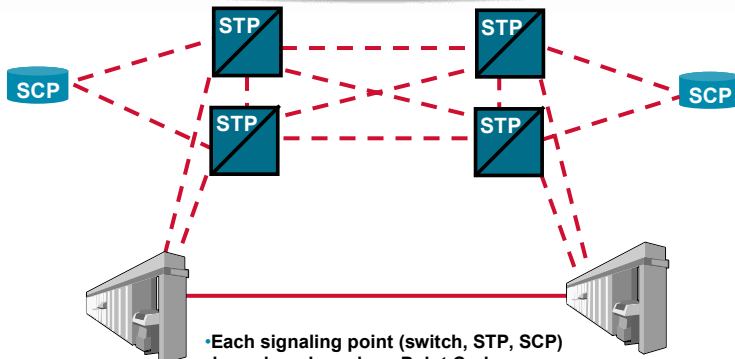 STP
STP
SCP
SCP
STP
STP
•Each signaling point (switch, STP, SCP)